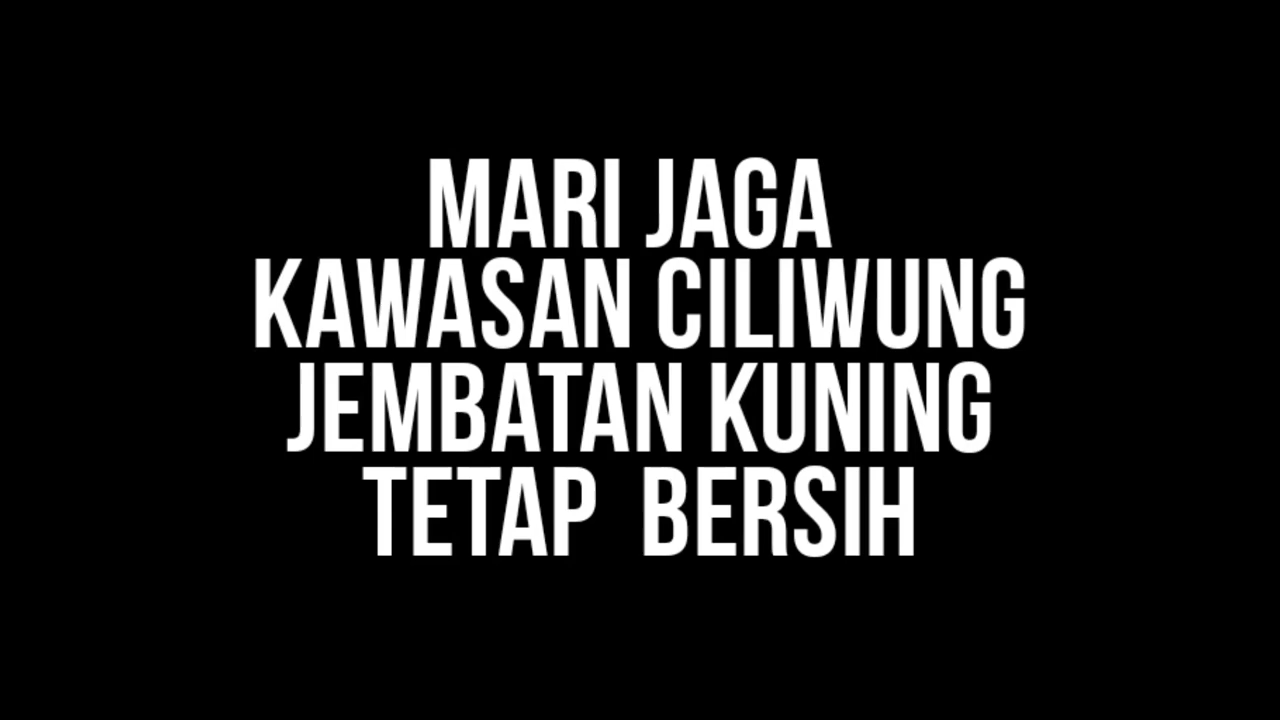 MARI JAGA
KAWASAN CILIWUNG
JEMBATAN KUNING
TETAP  BERSIH